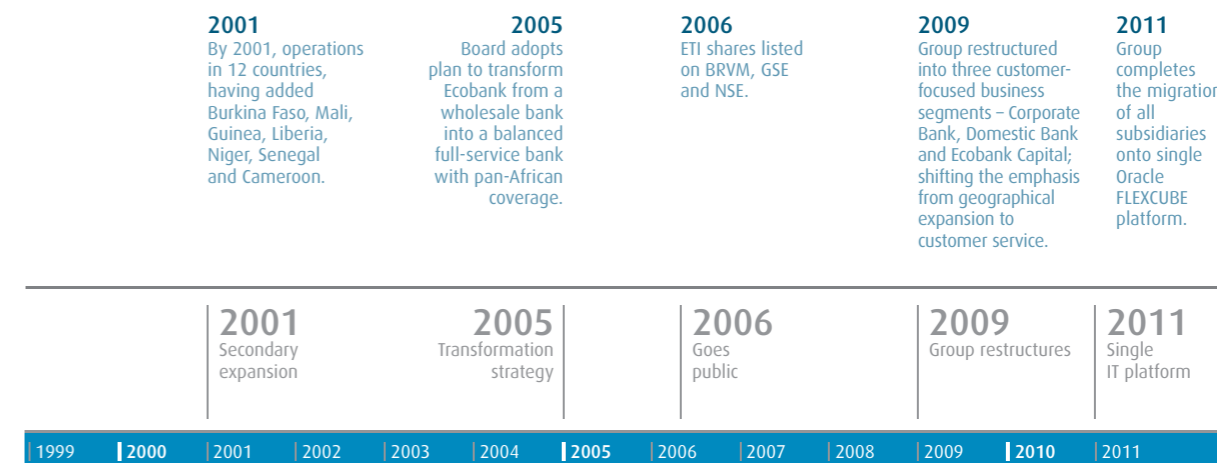 2001
By 2001, operations
in 12 countries,
having added
Burkina Faso, Mali,
Guinea, Liberia,
Niger, Senegal
and Cameroon.
2005
Board adopts
plan to transform
Ecobank from a
wholesale bank
into a balanced
full-service bank
with pan-African
coverage.
2006
ETI shares listed
on BRVM, GSE
and NSE.
2009
Group restructured
into three customer-
focused business
segments – Corporate
Bank, Domestic Bank
and Ecobank Capital;
shifting the emphasis
from geographical
expansion to
customer service.
2011
Group
completes
the migration
of all
subsidiaries
onto single
Oracle
FLEXCUBE
platform.
2001
Secondary
expansion
2005
Transformation
strategy
2006
Goes
public
2009
Group restructures
2011
Single
IT platform
1999 2000 2001 2002 2003 2004 2005 2006 2007 2008 2009 2010 2011